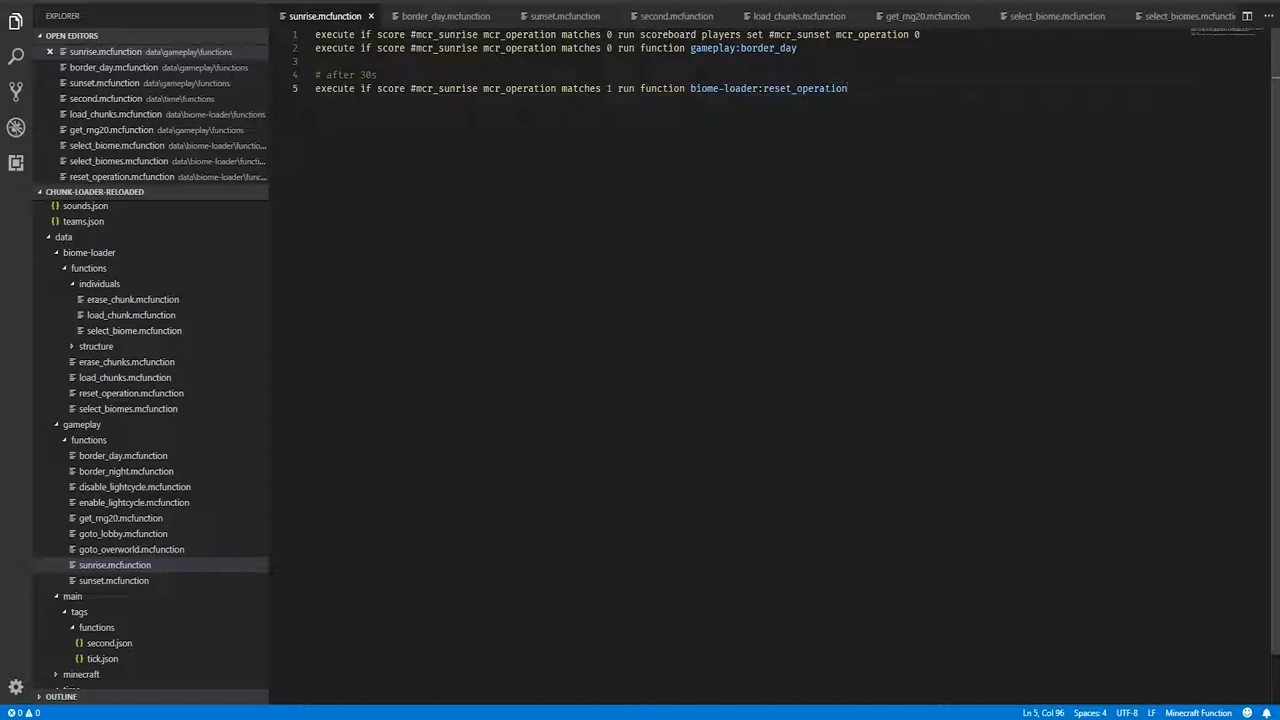 EXPLORER
OPEN EDITORS
sunrise.mcfunction data\gameplay\functions
border_day.mcfunction data\gameplay\functions
sunset.mcfunction data\gameplay\functions
second.mcfunction data\time\functions
load_chunks.mcfunction data\biome-loader\functions
get_rng20.mcfunction data\gameplay\functions
select_biome.mcfunction data\biome-loader\functio...
select_biomes.mcfunction data\biome-loader\functi...
reset_operation.mcfunction data\biome-loader\func...
CHUNK-LOADER-RELOADED
{} sounds.json
{} teams.json
data
biome-loader
functions
individuals
erase_chunk.mcfunction
load_chunk.mcfunction
select_biome.mcfunction
structure
erase_chunks.mcfunction
load_chunks.mcfunction
reset_operation.mcfunction
select_biomes.mcfunction
gameplay
functions
border_day.mcfunction
border_night.mcfunction
disable_lightcycle.mcfunction
enable_lightcycle.mcfunction
get_rng20.mcfunction
goto_lobby.mcfunction
goto_overworld.mcfunction
sunrise.mcfunction
sunset.mcfunction
main
tags
functions
{} second.json
{} tick.json
minecraft
OUTLINE
sunrise.mcfunction border_day.mcfunction sunset.mcfunction second.mcfunction load_chunks.mcfunction get_rng20.mcfunction select_biome.mcfunction select_biomes.mcfunction
1 execute if score #mcr_sunrise mcr_operation matches 0 run scoreboard players set #mcr_sunset mcr_operation 0
2 execute if score #mcr_sunrise mcr_operation matches 0 run function gameplay:border_day
3
4 # after 30s
5 execute if score #mcr_sunrise mcr_operation matches 1 run function biome-loader:reset_operation
0 0
Ln 5, Col 96 Spaces: 4 UTF-8 LF Minecraft Function